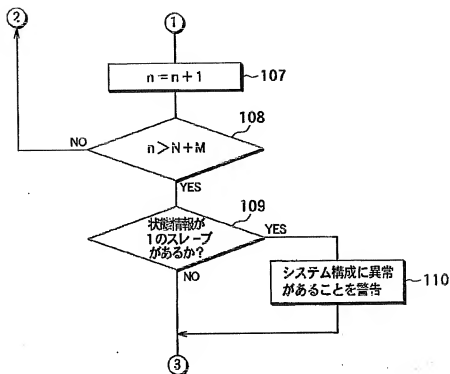 ②
①
n=n+1
107
108
NO
n>N+M
YES
109
状態情報が
1のスレーブ
があるか?
YES
NO
システム構成に異常
があることを警告
110
③